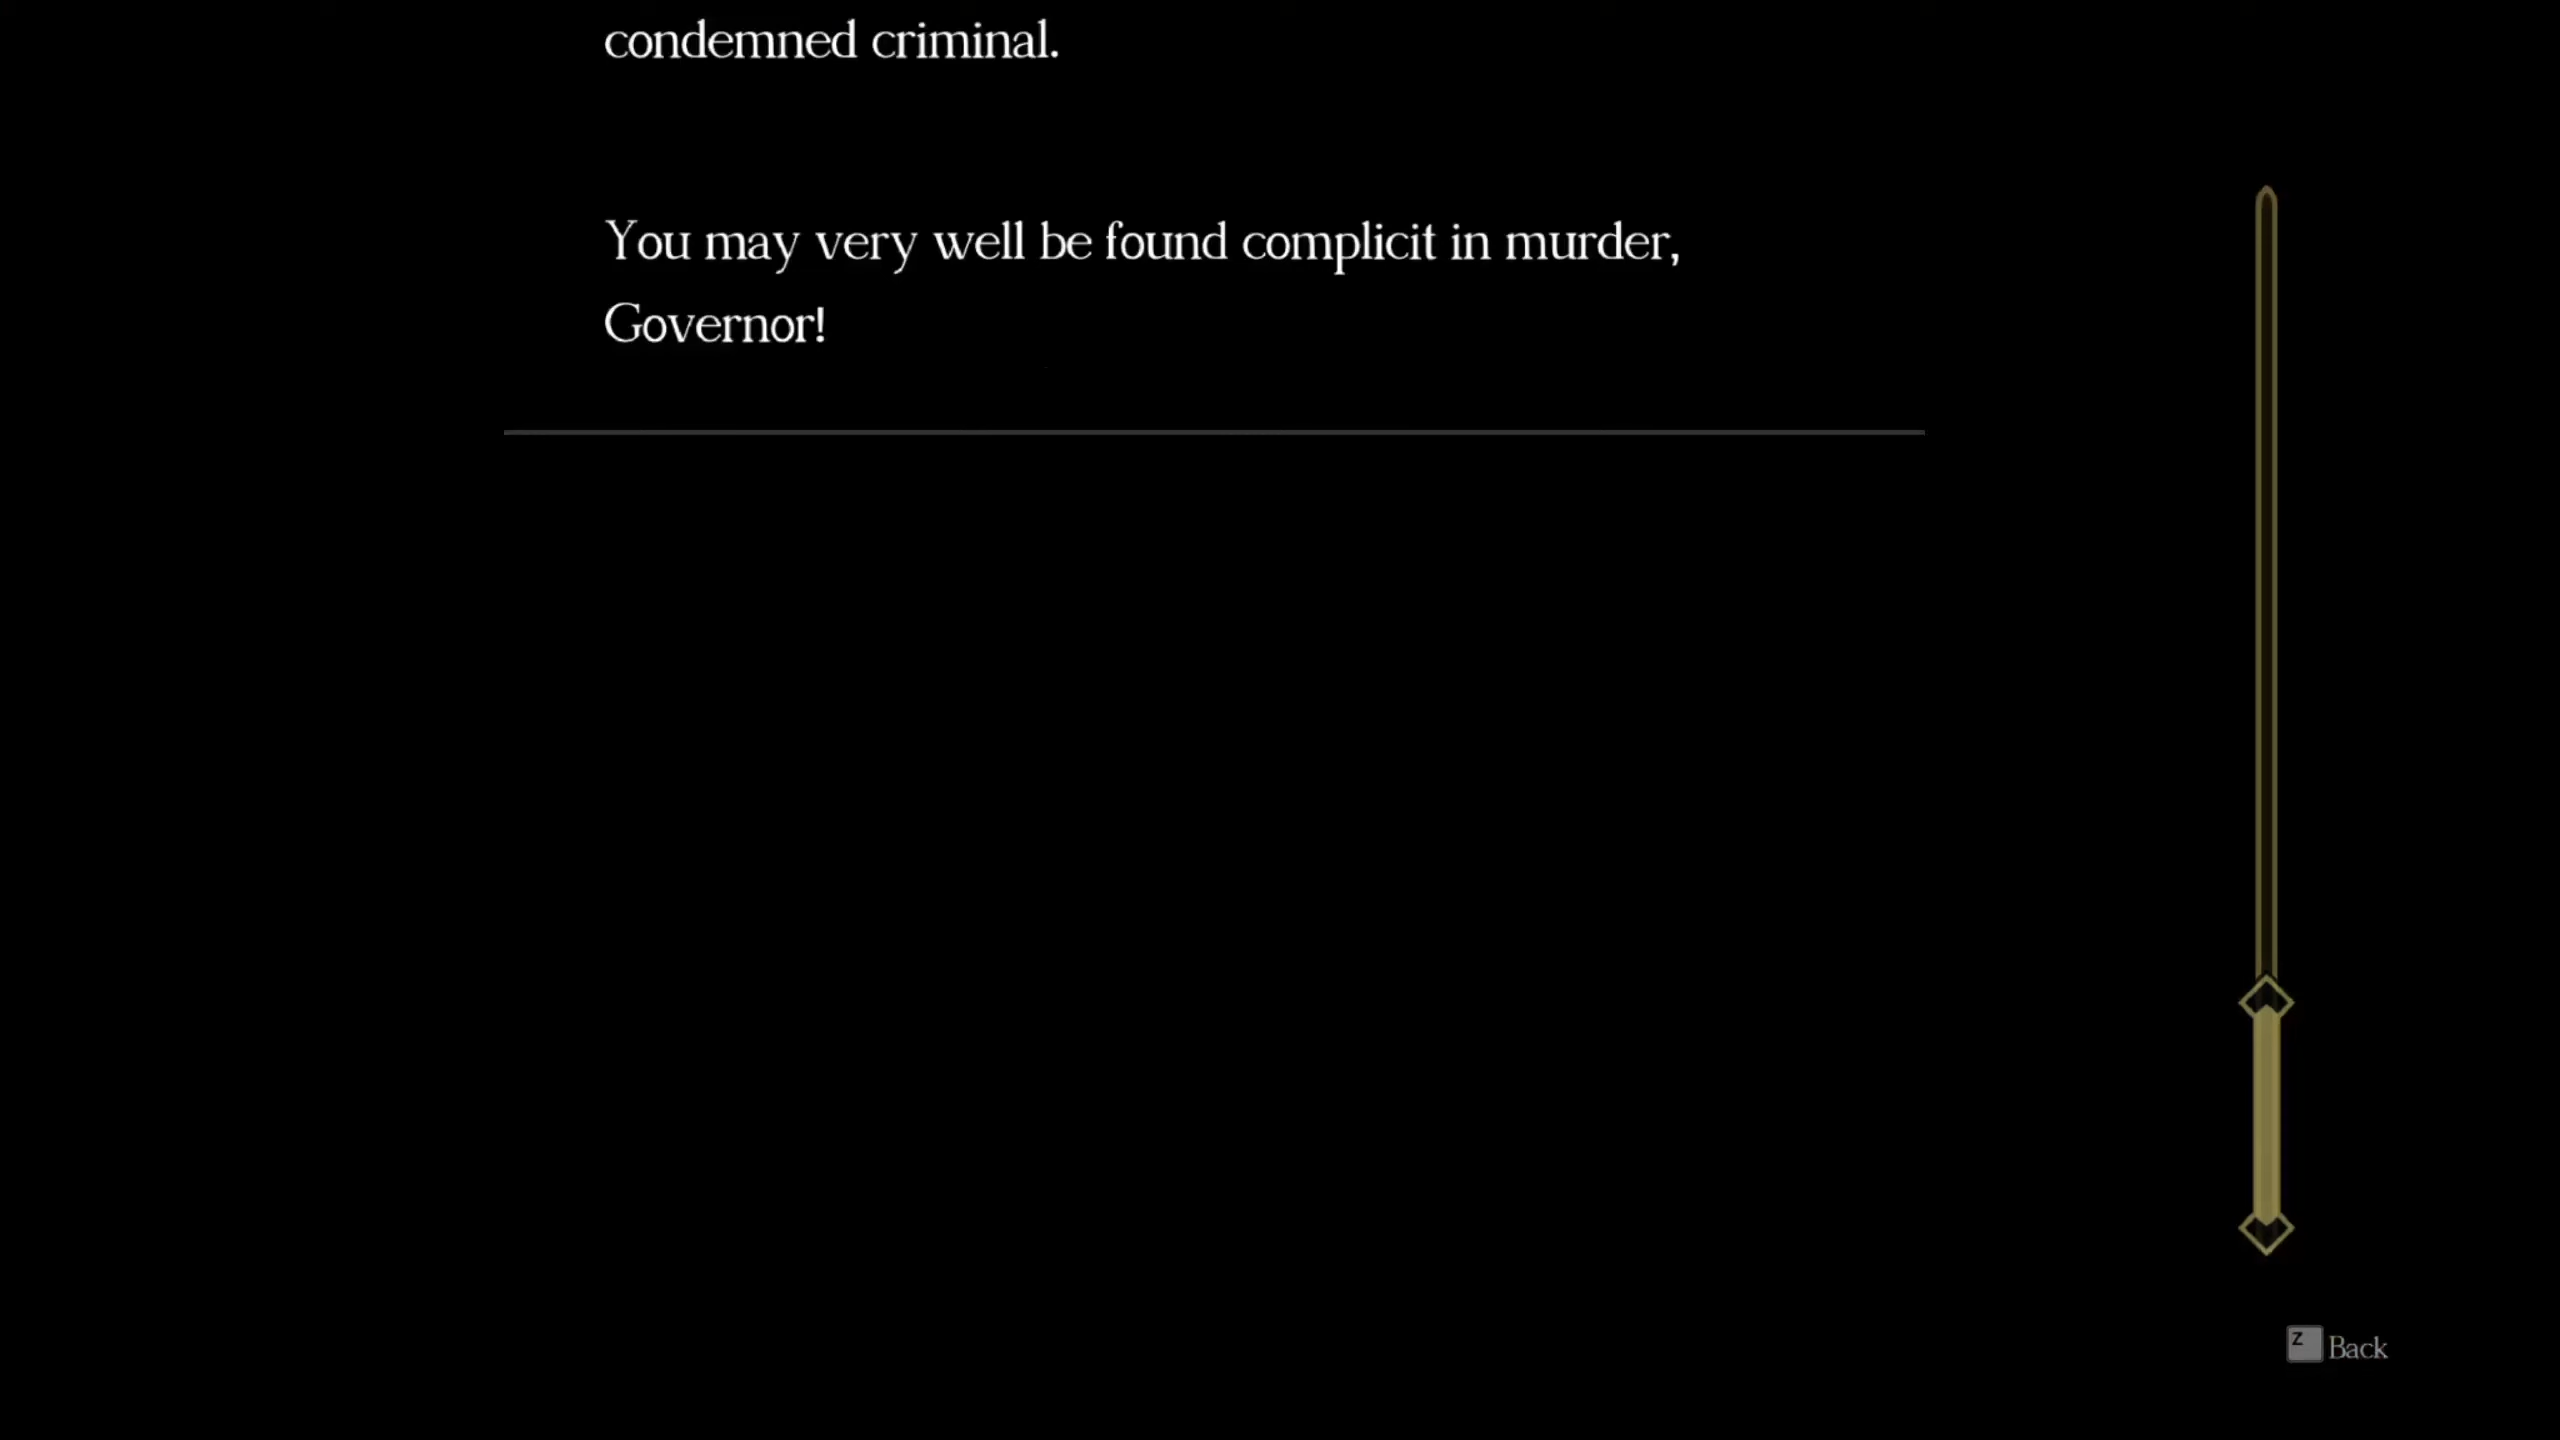 condemned criminal.
You may very well be found complicit in murder,
Governor!
Z Back